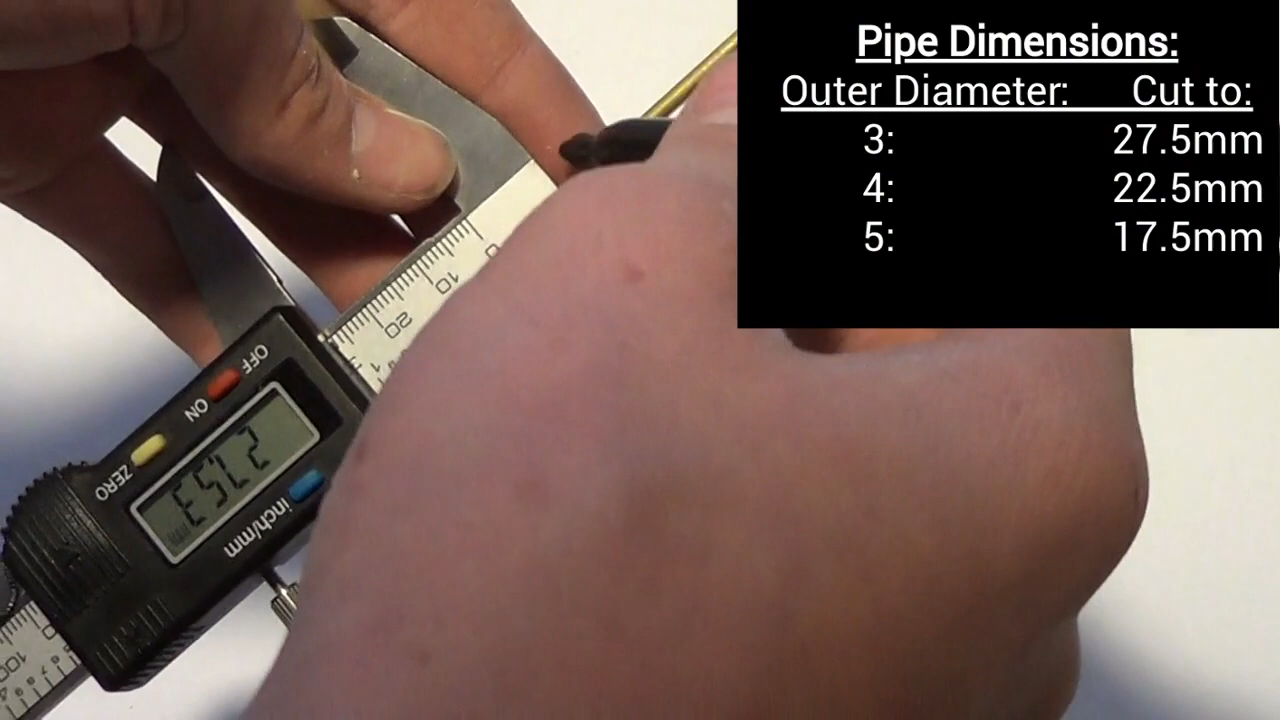 Pipe Dimensions:
Outer Diameter: Cut to:
3: 27.5mm
4: 22.5mm
5: 17.5mm
OFF
ON
ZERO
27.53
inch/mm
0 10 20
100